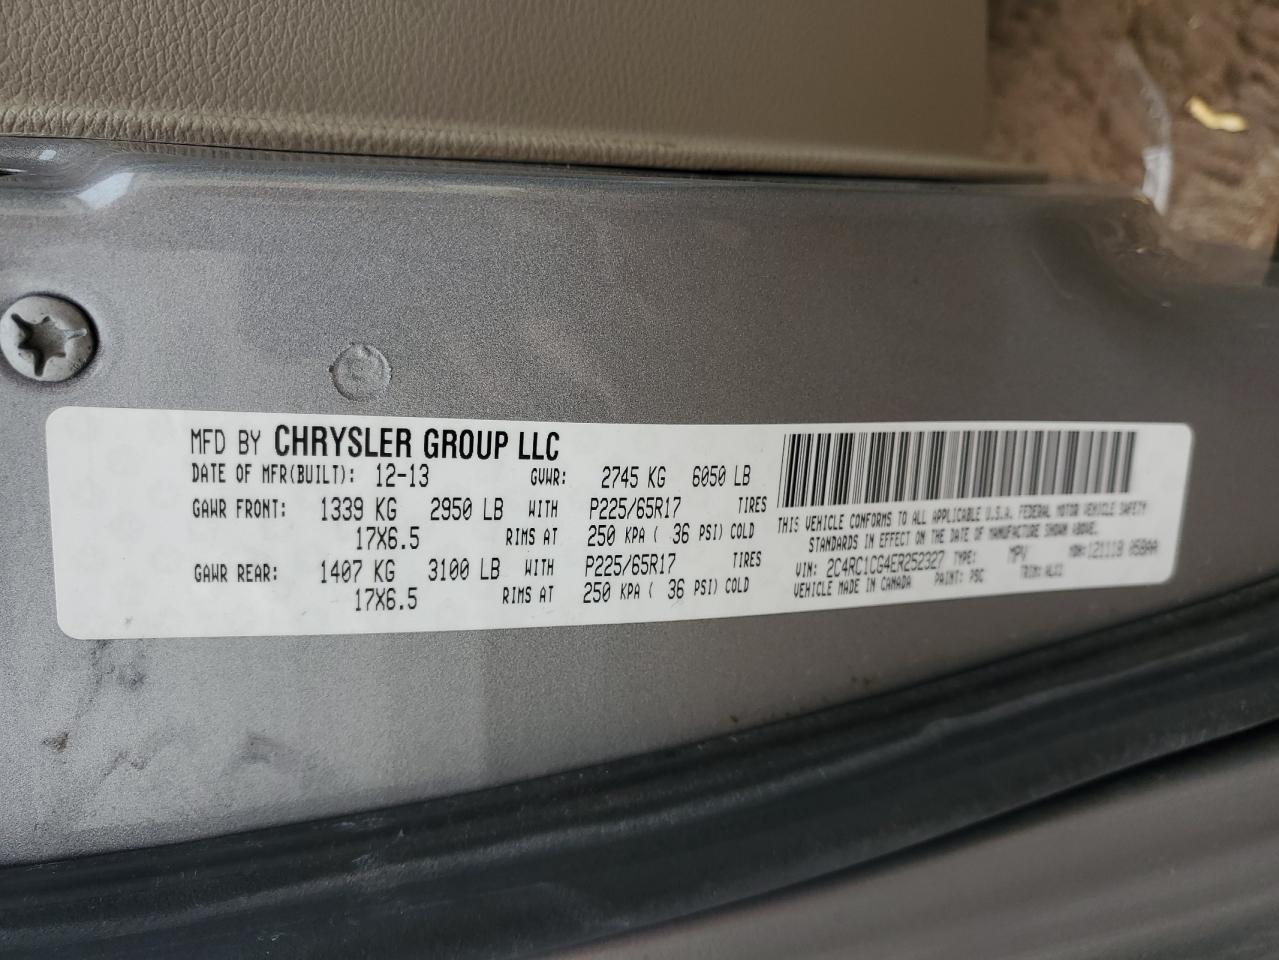 MFD BY CHRYSLER GROUP LLC
DATE OF MFR(BUILT): 12-13 GVWR: 2745 KG 6050 LB
GAWR FRONT: 1339 KG 2950 LB WITH P225/65R17 TIRES
17X6.5 RIMS AT 250 KPA ( 36 PSI) COLD
GAWR REAR: 1407 KG 3100 LB WITH P225/65R17 TIRES
17X6.5 RIMS AT 250 KPA ( 36 PSI) COLD
THIS VEHICLE CONFORMS TO ALL APPLICABLE U.S.A. FEDERAL MOTOR VEHICLE SAFETY
STANDARDS IN EFFECT ON THE DATE OF MANUFACTURE SHOWN ABOVE.
VIN: 2C4RC1CG4ER252327 TYPE: MPV MDH:
VEHICLE MADE IN CANADA PAINT: PSC TRIM: